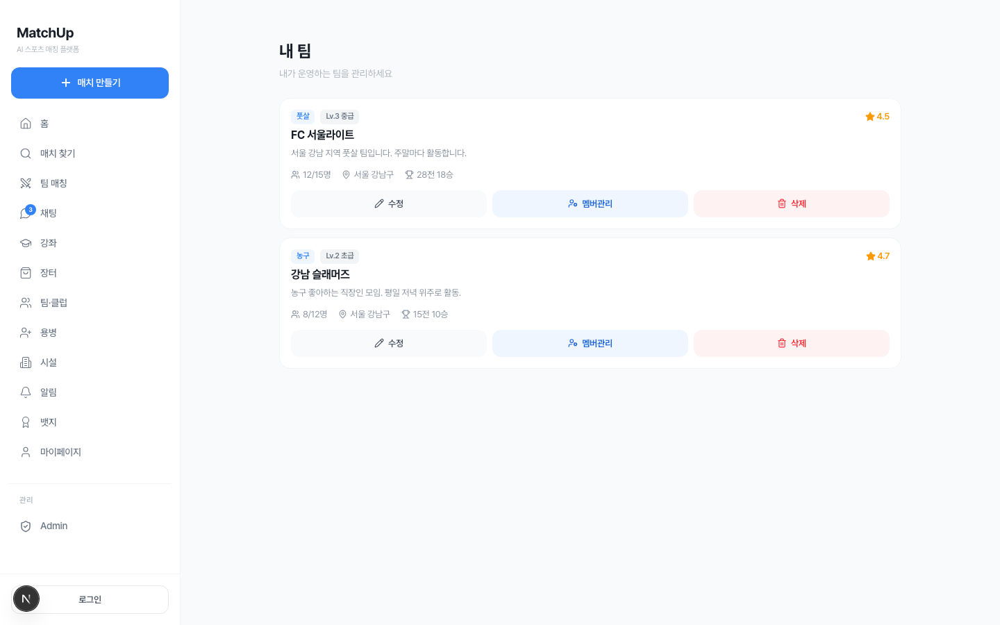 MatchUp
AI 스포츠 매칭 플랫폼
매치 만들기
홈
매치 찾기
팀 매칭
3
채팅
강좌
장터
팀·클럽
용병
시설
알림
뱃지
마이페이지
관리
Admin
N
로그인
내 팀
내가 운영하는 팀을 관리하세요
풋살 Lv.3 중급 4.5
FC 서울라이트
서울 강남 지역 풋살 팀입니다. 주말마다 활동합니다.
12/15명 서울 강남구 28전 18승
수정 멤버관리 삭제
농구 Lv.2 초급 4.7
강남 슬래머즈
농구 좋아하는 직장인 모임. 평일 저녁 위주로 활동.
8/12명 서울 강남구 15전 10승
수정 멤버관리 삭제